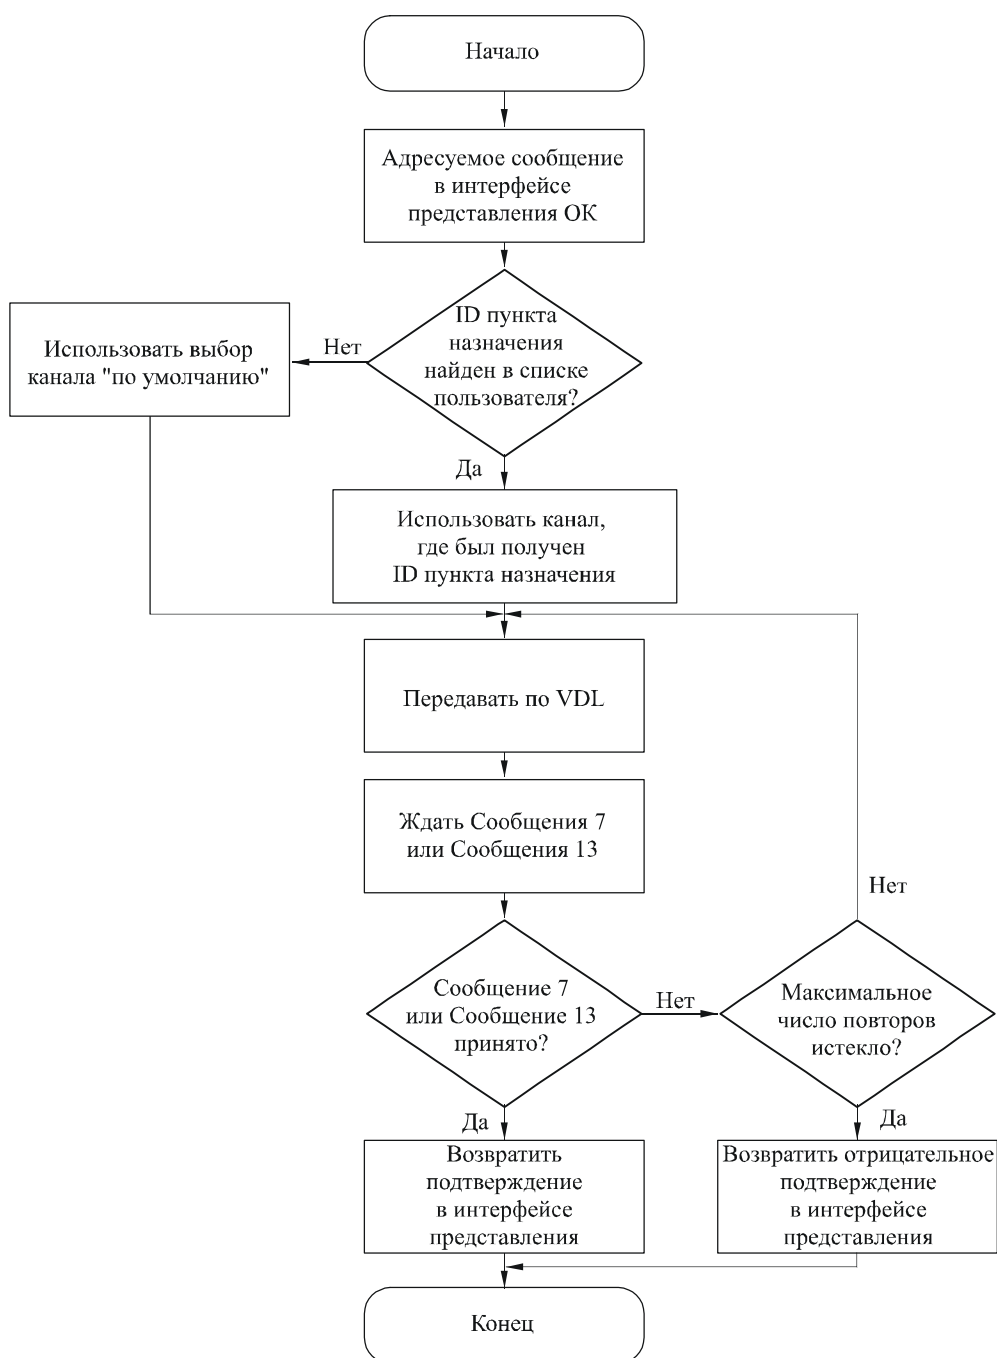 Начало
Адресуемое сообщение
в интерфейсе
представления ОК
ID пункта
назначения
найден в списке
пользователя?
Нет
Использовать выбор
канала "по умолчанию"
Да
Использовать канал,
где был получен
ID пункта назначения
Передавать по VDL
Ждать Сообщения 7
или Сообщения 13
Нет
Сообщение 7
или Сообщение 13
принято?
Нет
Максимальное
число повторов
истекло?
Да
Да
Возвратить
подтверждение
в интерфейсе
представления
Возвратить отрицательное
подтверждение
в интерфейсе
представления
Конец